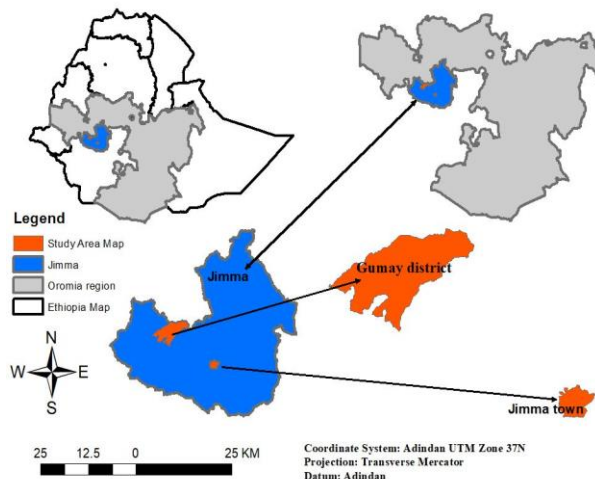 Legend
Study Area Map
Jimma
Oromia region
Ethiopia Map
Jimma
Gumay district
Jimma town
N
W E
S
25 12.5 0 25 KM
Coordinate System: Adindan UTM Zone 37N
Projection: Transverse Mercator
Datum: Adindan